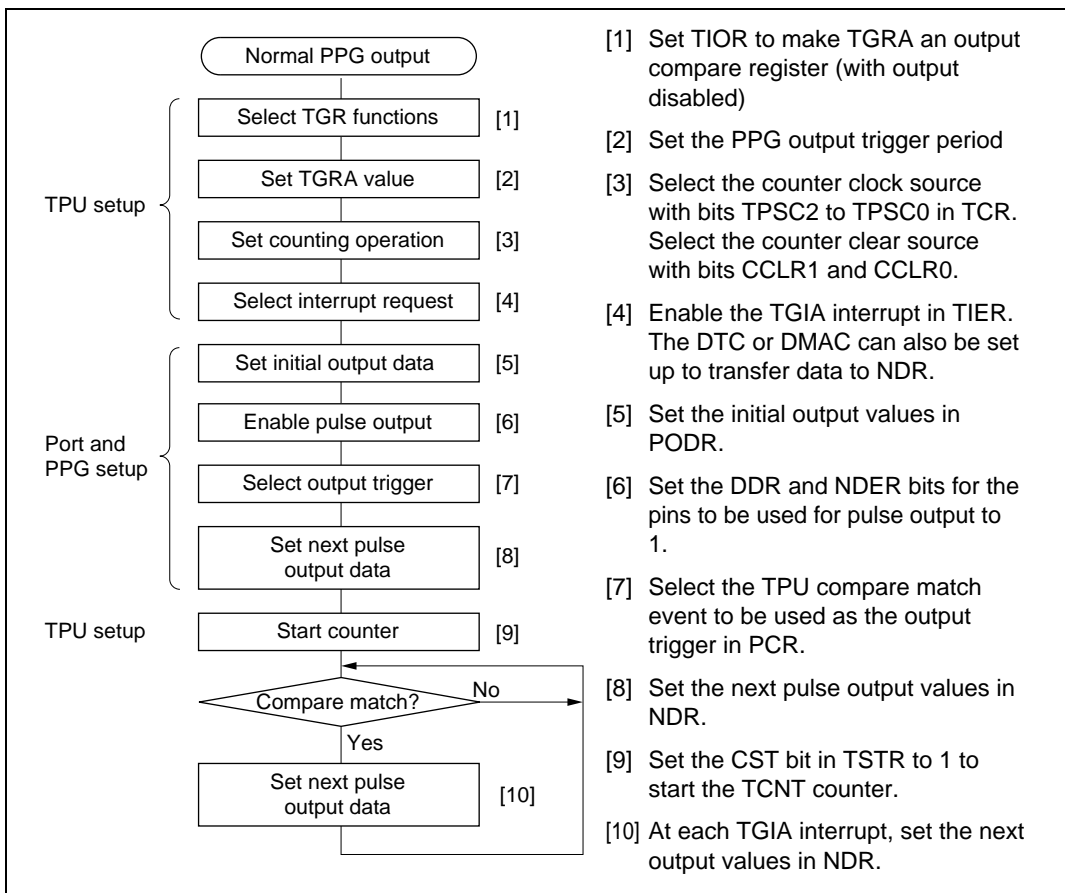 Normal PPG output
Select TGR functions [1]
Set TGRA value [2]
TPU setup
Set counting operation [3]
Select interrupt request [4]
Set initial output data [5]
Enable pulse output [6]
Port and
PPG setup
Select output trigger [7]
Set next pulse
output data [8]
TPU setup
Start counter [9]
Compare match?
No
Yes
Set next pulse
output data [10]
[1] Set TIOR to make TGRA an output
compare register (with output
disabled)
[2] Set the PPG output trigger period
[3] Select the counter clock source
with bits TPSC2 to TPSC0 in TCR.
Select the counter clear source
with bits CCLR1 and CCLR0.
[4] Enable the TGIA interrupt in TIER.
The DTC or DMAC can also be set
up to transfer data to NDR.
[5] Set the initial output values in
PODR.
[6] Set the DDR and NDER bits for the
pins to be used for pulse output to
1.
[7] Select the TPU compare match
event to be used as the output
trigger in PCR.
[8] Set the next pulse output values in
NDR.
[9] Set the CST bit in TSTR to 1 to
start the TCNT counter.
[10] At each TGIA interrupt, set the next
output values in NDR.